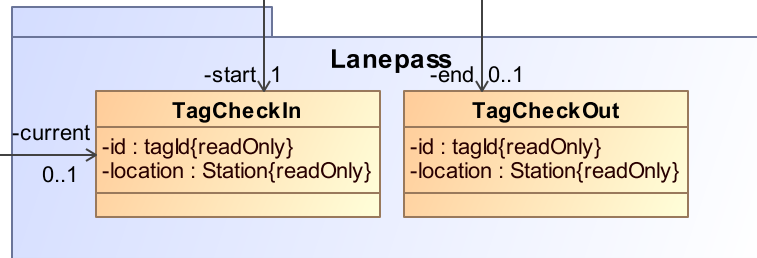 Lanepass
-start 1
-end 0..1
-current
0..1
TagCheckIn
-id : tagId{readOnly}
-location : Station{readOnly}
TagCheckOut
-id : tagId{readOnly}
-location : Station{readOnly}